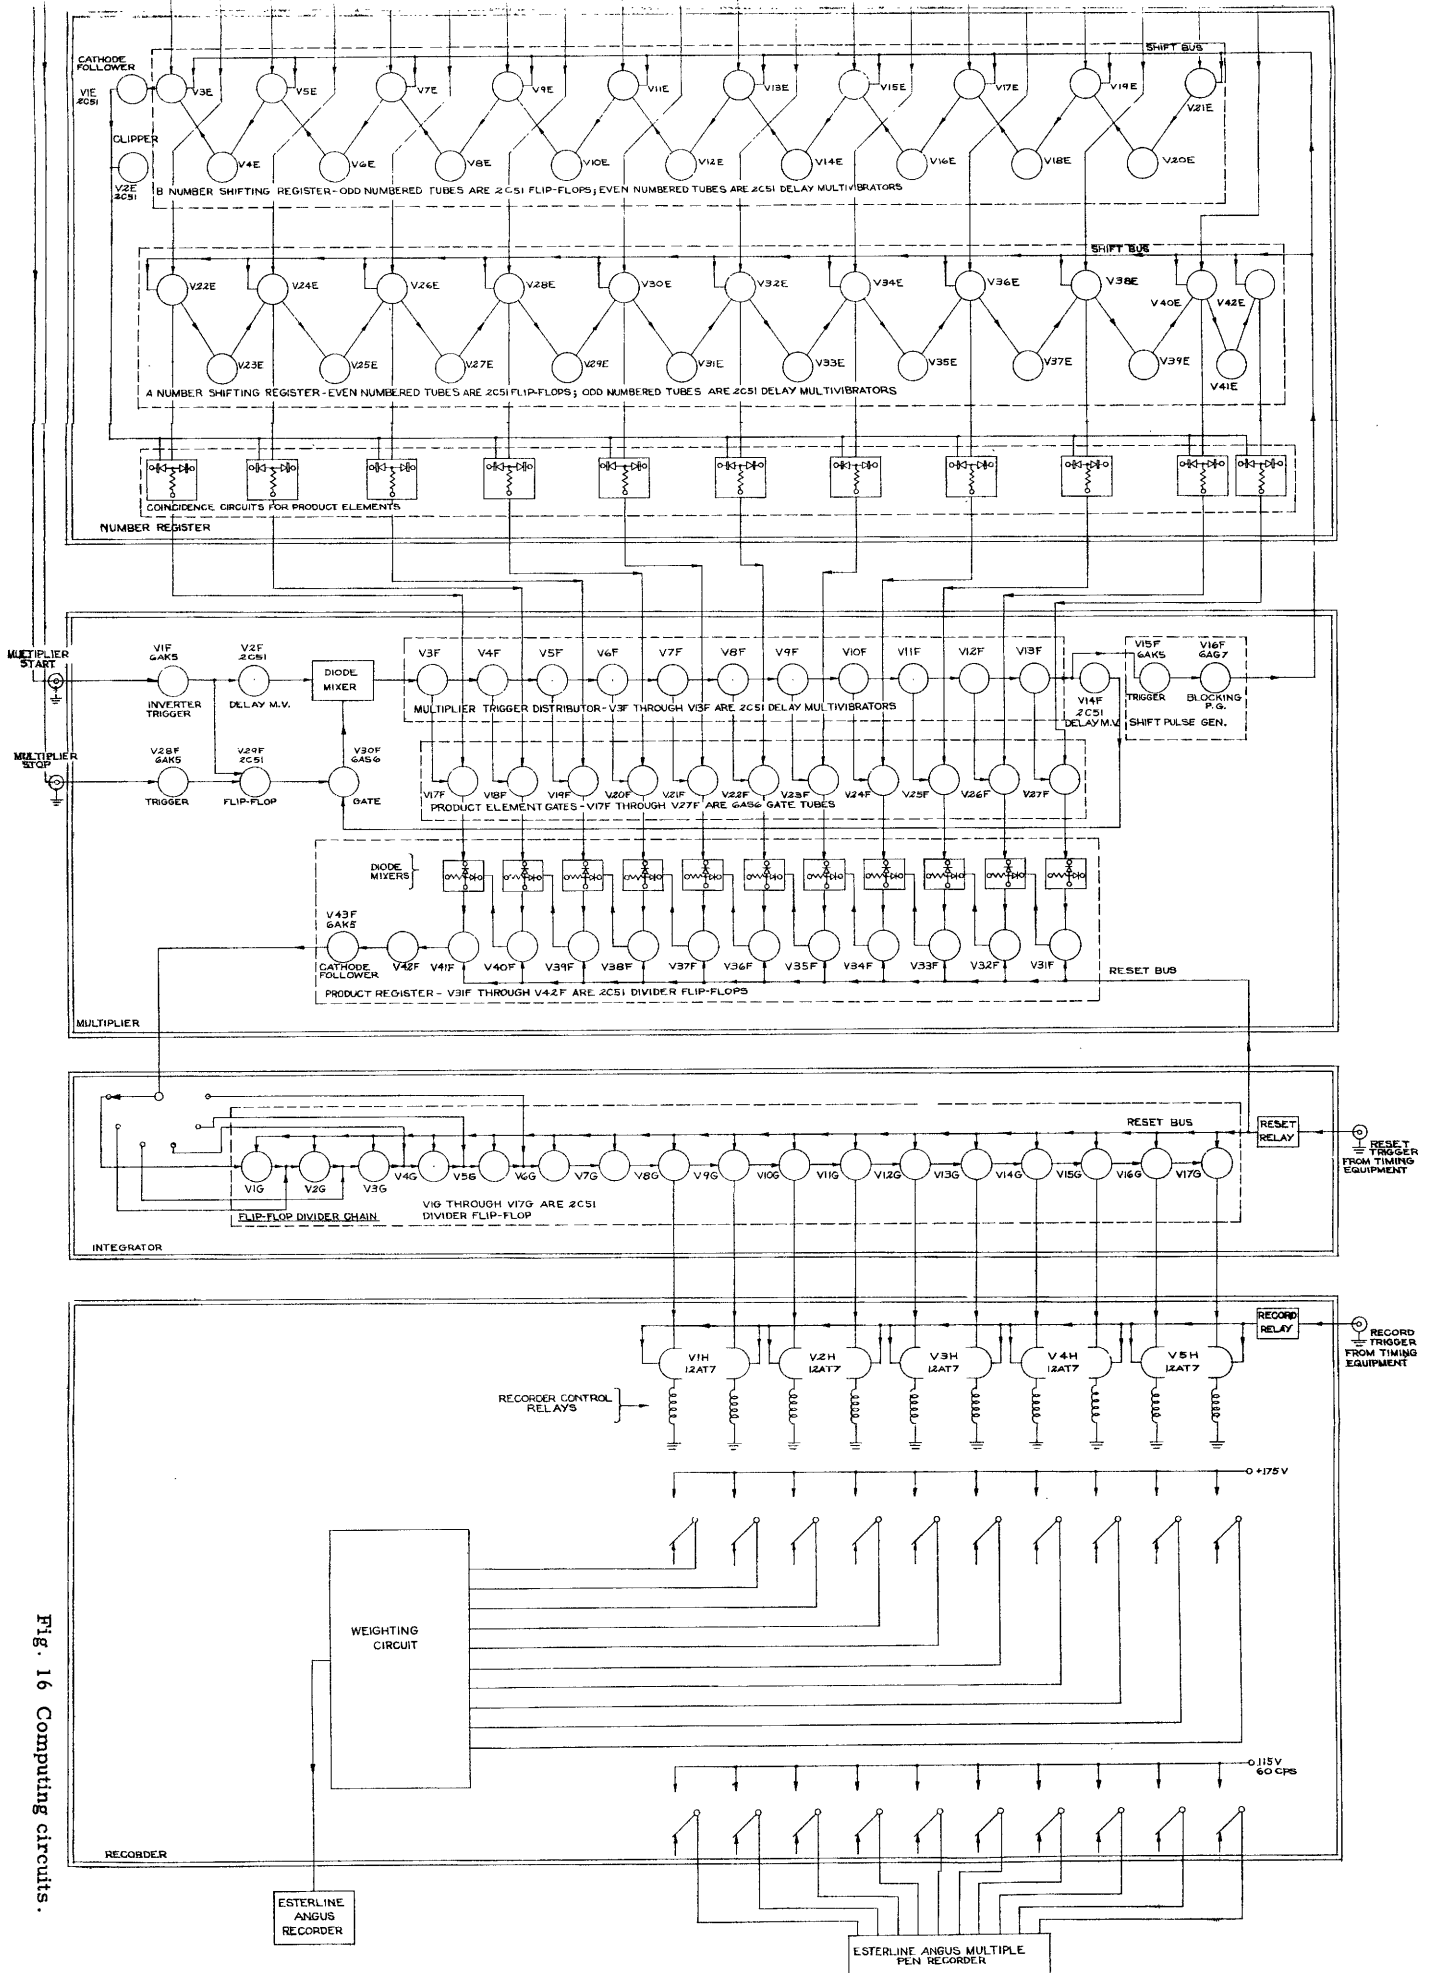 SHIFT BUS
CATHODE
FOLLOWER
V1E
2C51
V3E
V5E
V7E
V9E
V11E
V13E
V15E
V17E
V19E
V21E
CLIPPER
V2E
2C51
V4E
V6E
V8E
V10E
V12E
V14E
V16E
V18E
V20E
B NUMBER SHIFTING REGISTER-ODD NUMBERED TUBES ARE 2C51 FLIP-FLOPS; EVEN NUMBERED TUBES ARE 2C51 DELAY MULTIVIBRATORS
SHIFT BUS
V22E
V24E
V26E
V28E
V30E
V32E
V34E
V36E
V38E
V40E
V42E
V23E
V25E
V27E
V29E
V31E
V33E
V35E
V37E
V39E
V41E
A NUMBER SHIFTING REGISTER-EVEN NUMBERED TUBES ARE 2C51 FLIP-FLOPS; ODD NUMBERED TUBES ARE 2C51 DELAY MULTIVIBRATORS
COINCIDENCE CIRCUITS FOR PRODUCT ELEMENTS
NUMBER REGISTER
MULTIPLIER
START
V1F
6AK5
INVERTER
TRIGGER
V2F
2C51
DELAY M.V.
DIODE
MIXER
V3F
V4F
V5F
V6F
V7F
V8F
V9F
V10F
V11F
V12F
V13F
MULTIPLIER TRIGGER DISTRIBUTOR-V3F THROUGH V13F ARE 2C51 DELAY MULTIVIBRATORS
V14F
2C51
DELAY M.V.
V15F
6AK5
TRIGGER
V16F
6AG7
BLOCKING
P.G.
SHIFT PULSE GEN.
MULTIPLIER
STOP
V28F
6AK5
TRIGGER
V29F
2C51
FLIP-FLOP
V30F
6AS6
GATE
V17F
V18F
V19F
V20F
V21F
V22F
V23F
V24F
V25F
V26F
V27F
PRODUCT ELEMENT GATES-V17F THROUGH V27F ARE 6AS6 GATE TUBES
DIODE
MIXERS
V43F
6AK5
CATHODE
FOLLOWER
V42F
V41F
V40F
V39F
V38F
V37F
V36F
V35F
V34F
V33F
V32F
V31F
RESET BUS
PRODUCT REGISTER - V31F THROUGH V42F ARE 2C51 DIVIDER FLIP-FLOPS
MULTIPLIER
RESET BUS
RESET
RELAY
RESET
TRIGGER
FROM TIMING
EQUIPMENT
V1G
V2G
V3G
V4G
V5G
V6G
V7G
V8G
V9G
V10G
V11G
V12G
V13G
V14G
V15G
V16G
V17G
FLIP-FLOP DIVIDER CHAIN
V1G THROUGH V17G ARE 2C51
DIVIDER FLIP-FLOP
INTEGRATOR
RECORD
RELAY
RECORD
TRIGGER
FROM TIMING
EQUIPMENT
V1H
12AT7
V2H
12AT7
V3H
12AT7
V4H
12AT7
V5H
12AT7
RECORDER CONTROL
RELAYS
+175V
WEIGHTING
CIRCUIT
115V
60 CPS
RECORDER
ESTERLINE
ANGUS
RECORDER
ESTERLINE ANGUS MULTIPLE
PEN RECORDER
Fig. 16 Computing circuits.